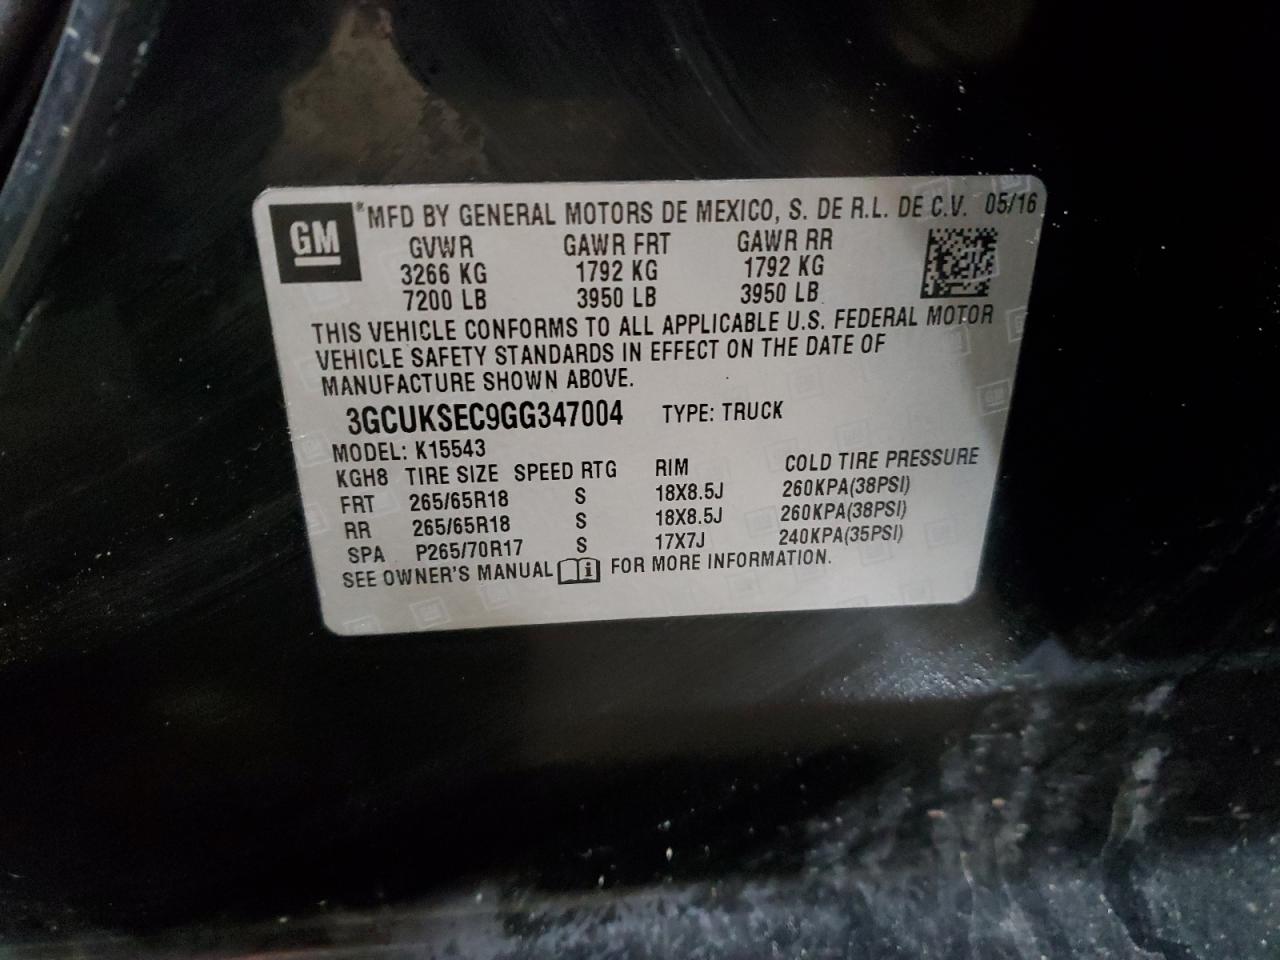 GM
®MFD BY GENERAL MOTORS DE MEXICO, S. DE R.L. DE C.V. 05/16
GVWR GAWR FRT GAWR RR
3266 KG 1792 KG 1792 KG
7200 LB 3950 LB 3950 LB
THIS VEHICLE CONFORMS TO ALL APPLICABLE U.S. FEDERAL MOTOR
VEHICLE SAFETY STANDARDS IN EFFECT ON THE DATE OF
MANUFACTURE SHOWN ABOVE.
3GCUKSEC9GG347004 TYPE: TRUCK
MODEL: K15543
KGH8 TIRE SIZE SPEED RTG RIM COLD TIRE PRESSURE
FRT 265/65R18 S 18X8.5J 260KPA(38PSI)
RR 265/65R18 S 18X8.5J 260KPA(38PSI)
SPA P265/70R17 S 17X7J 240KPA(35PSI)
SEE OWNER'S MANUAL i FOR MORE INFORMATION.